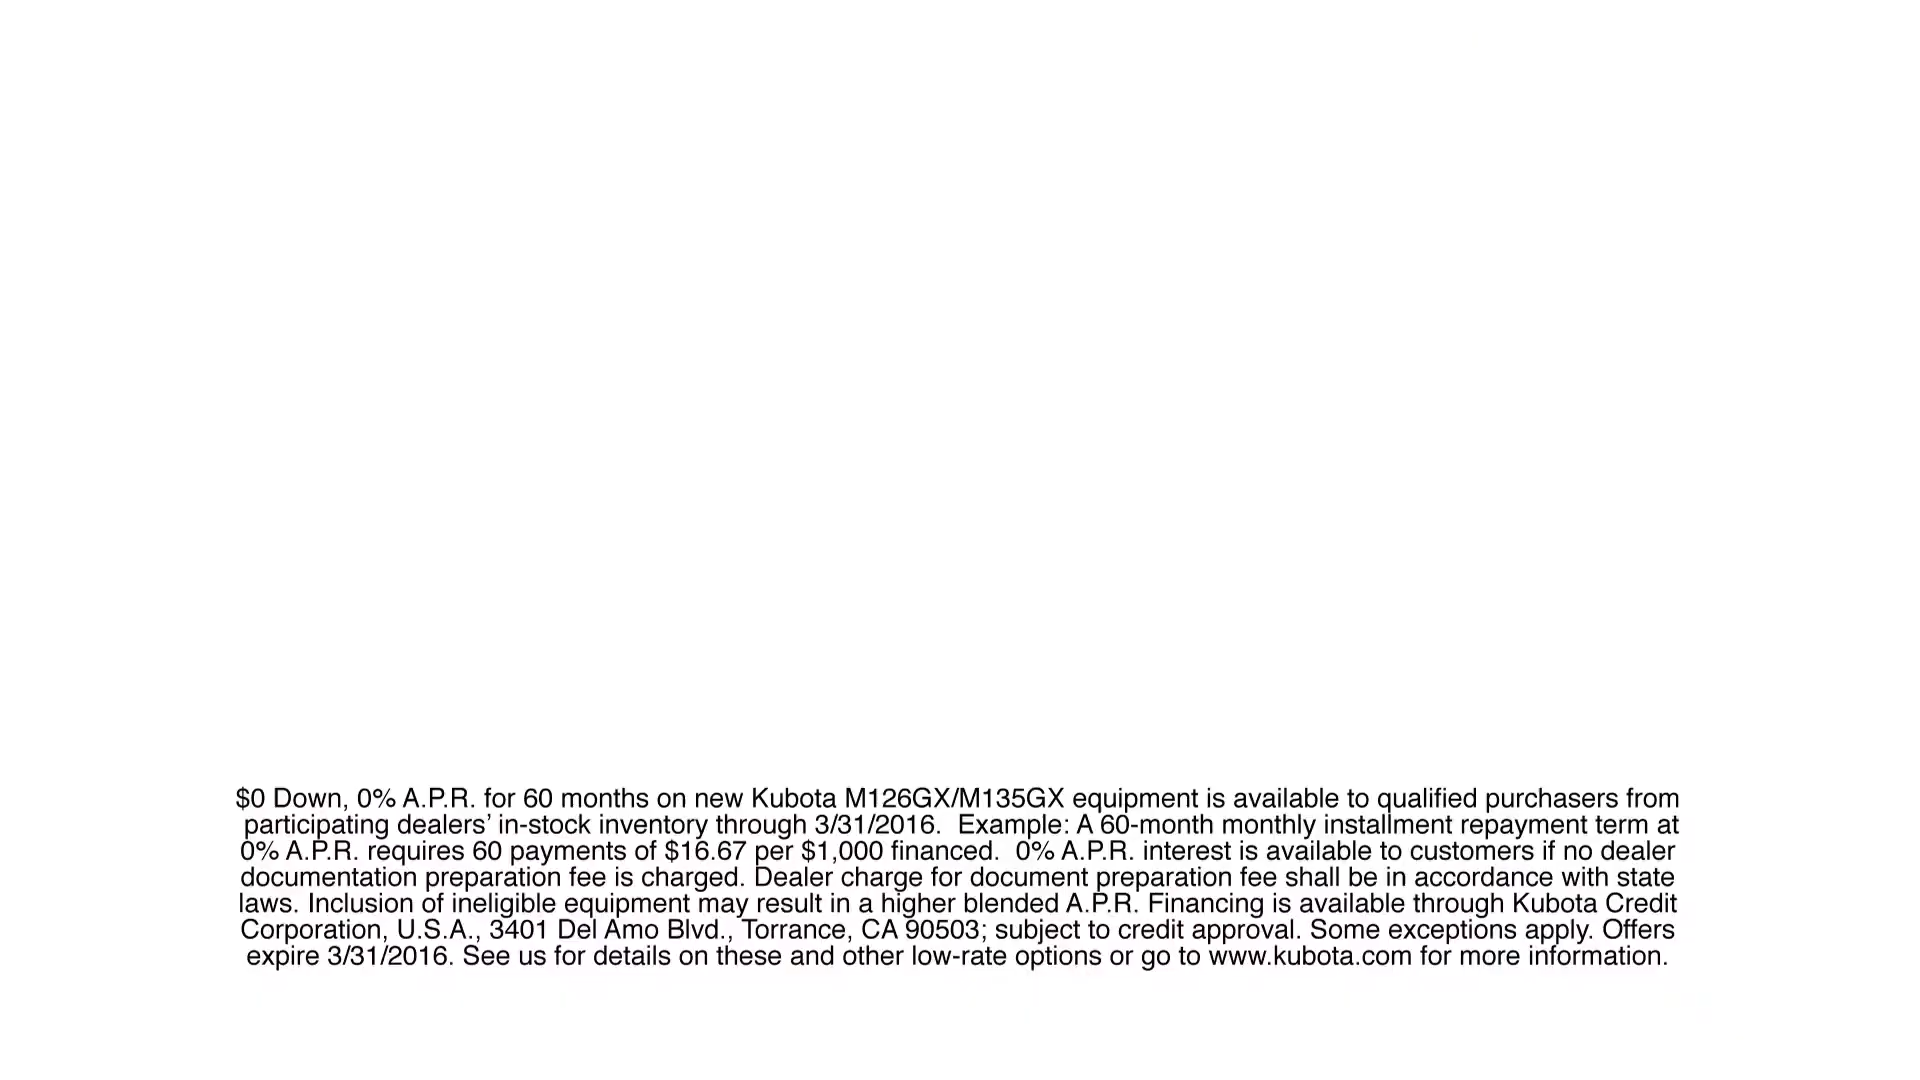 $0 Down, 0% A.P.R. for 60 months on new Kubota M126GX/M135GX equipment is available to qualified purchasers from
participating dealers’ in-stock inventory through 3/31/2016.  Example: A 60-month monthly installment repayment term at
0% A.P.R. requires 60 payments of $16.67 per $1,000 financed.  0% A.P.R. interest is available to customers if no dealer
documentation preparation fee is charged. Dealer charge for document preparation fee shall be in accordance with state
laws. Inclusion of ineligible equipment may result in a higher blended A.P.R. Financing is available through Kubota Credit
Corporation, U.S.A., 3401 Del Amo Blvd., Torrance, CA 90503; subject to credit approval. Some exceptions apply. Offers
expire 3/31/2016. See us for details on these and other low-rate options or go to www.kubota.com for more information.